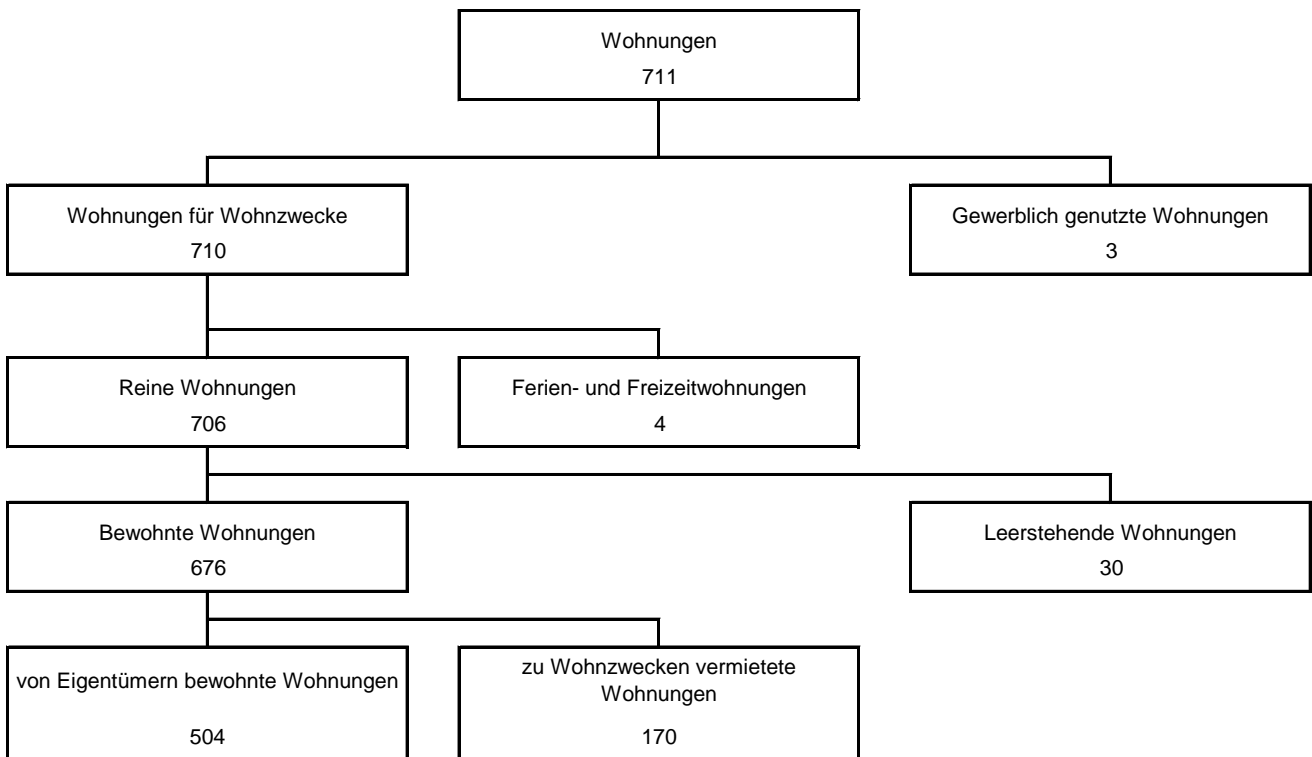 Wohnungen
711
Wohnungen für Wohnzwecke
710
Gewerblich genutzte Wohnungen
3
Reine Wohnungen
706
Ferien- und Freizeitwohnungen
4
Bewohnte Wohnungen
676
Leerstehende Wohnungen
30
von Eigentümern bewohnte Wohnungen
504
zu Wohnzwecken vermietete
Wohnungen
170